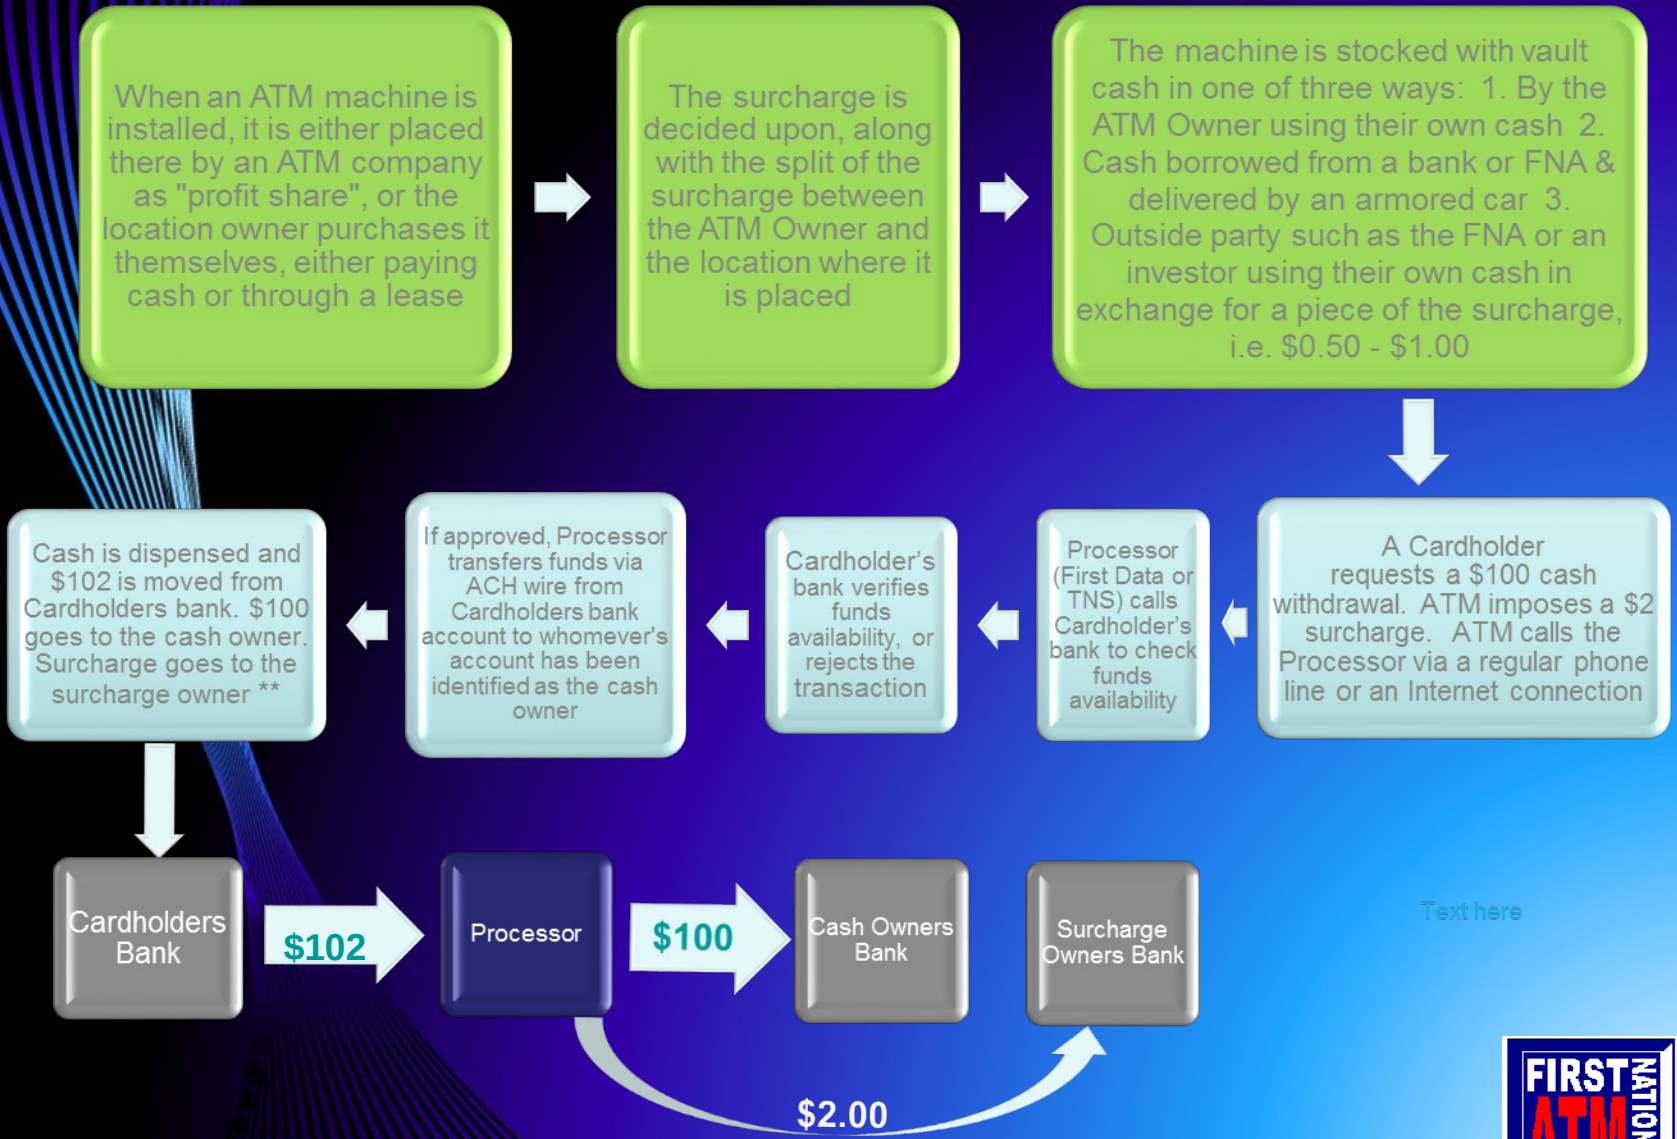 When an ATM machine is
installed, it is either placed
there by an ATM company
as "profit share", or the
location owner purchases it
themselves, either paying
cash or through a lease
The surcharge is
decided upon, along
with the split of the
surcharge between
the ATM Owner and
the location where it
is placed
The machine is stocked with vault
cash in one of three ways:  1. By the
ATM Owner using their own cash  2.
Cash borrowed from a bank or FNA &
delivered by an armored car  3.
Outside party such as the FNA or an
investor using their own cash in
exchange for a piece of the surcharge,
i.e. $0.50 - $1.00
A Cardholder
requests a $100 cash
withdrawal.  ATM imposes a $2
surcharge.  ATM calls the
Processor via a regular phone
line or an Internet connection
Processor
(First Data or
TNS) calls
Cardholder's
bank to check
funds
availability
Cardholder's
bank verifies
funds
availability, or
rejects the
transaction
If approved, Processor
transfers funds via
ACH wire from
Cardholders bank
account to whomever's
account has been
identified as the cash
owner
Cash is dispensed and
$102 is moved from
Cardholders bank. $100
goes to the cash owner.
Surcharge goes to the
surcharge owner **
Cardholders
Bank
$102
Processor
$100
Cash Owners
Bank
Surcharge
Owners Bank
$2.00
Text here
FIRST
ATM